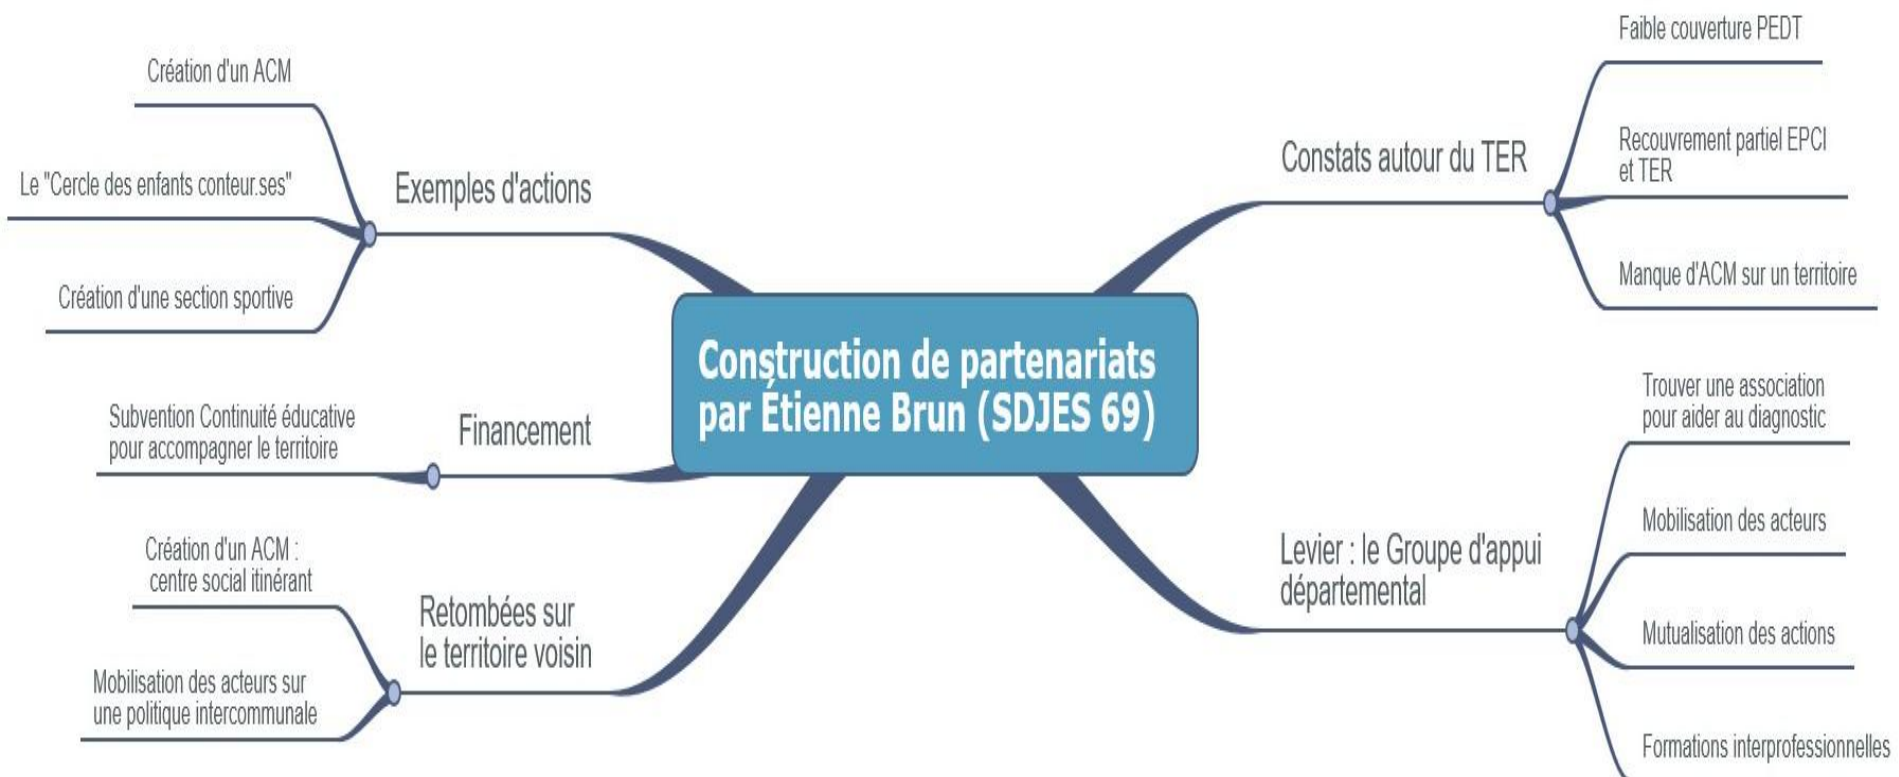 Construction de partenariats
par Étienne Brun (SDJES 69)
Constats autour du TER
Faible couverture PEDT
Recouvrement partiel EPCI
et TER
Manque d'ACM sur un territoire
Levier : le Groupe d'appui
départemental
Trouver une association
pour aider au diagnostic
Mobilisation des acteurs
Mutualisation des actions
Formations interprofessionnelles
Exemples d'actions
Création d'un ACM
Le "Cercle des enfants conteur.ses"
Création d'une section sportive
Financement
Subvention Continuité éducative
pour accompagner le territoire
Retombées sur
le territoire voisin
Création d'un ACM :
centre social itinérant
Mobilisation des acteurs sur
une politique intercommunale